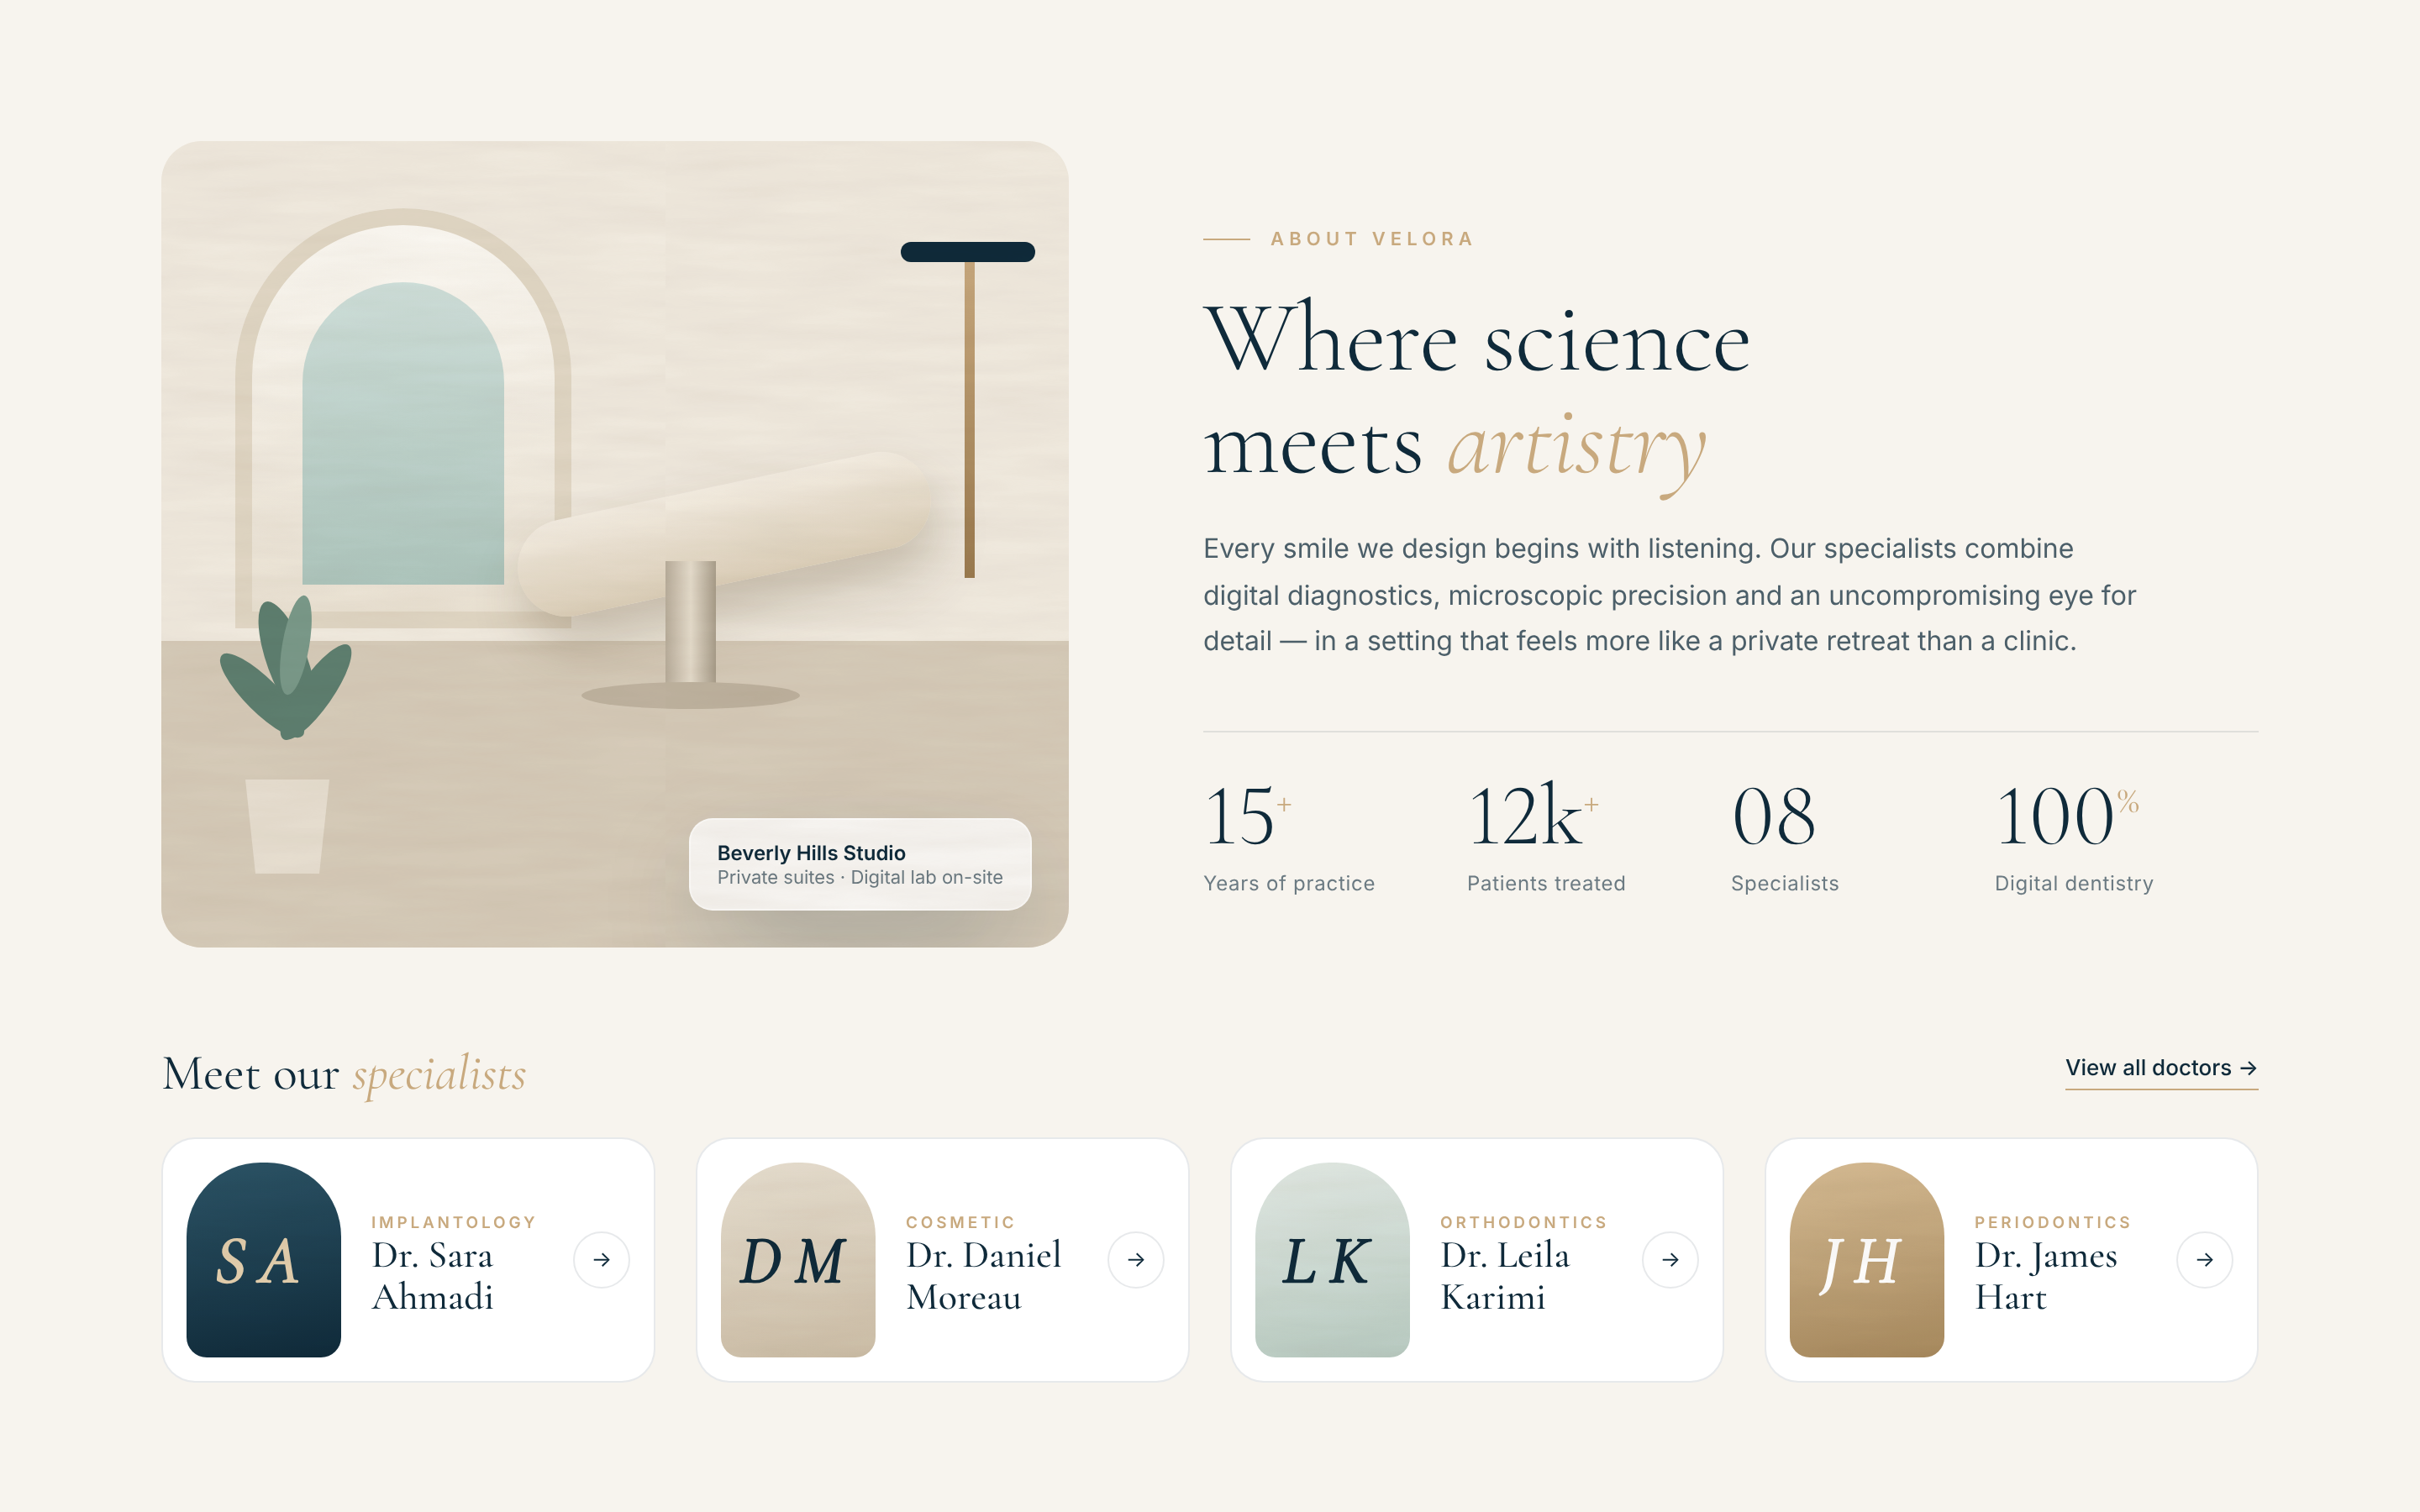 ABOUT VELORA
Where science
meets artistry
Every smile we design begins with listening. Our specialists combine
digital diagnostics, microscopic precision and an uncompromising eye for
detail — in a setting that feels more like a private retreat than a clinic.
15+
Years of practice
12k+
Patients treated
08
Specialists
100%
Digital dentistry
Beverly Hills Studio
Private suites · Digital lab on-site
Meet our specialists
View all doctors →
SA
IMPLANTOLOGY
Dr. Sara
Ahmadi
→
DM
COSMETIC
Dr. Daniel
Moreau
→
LK
ORTHODONTICS
Dr. Leila
Karimi
→
JH
PERIODONTICS
Dr. James
Hart
→